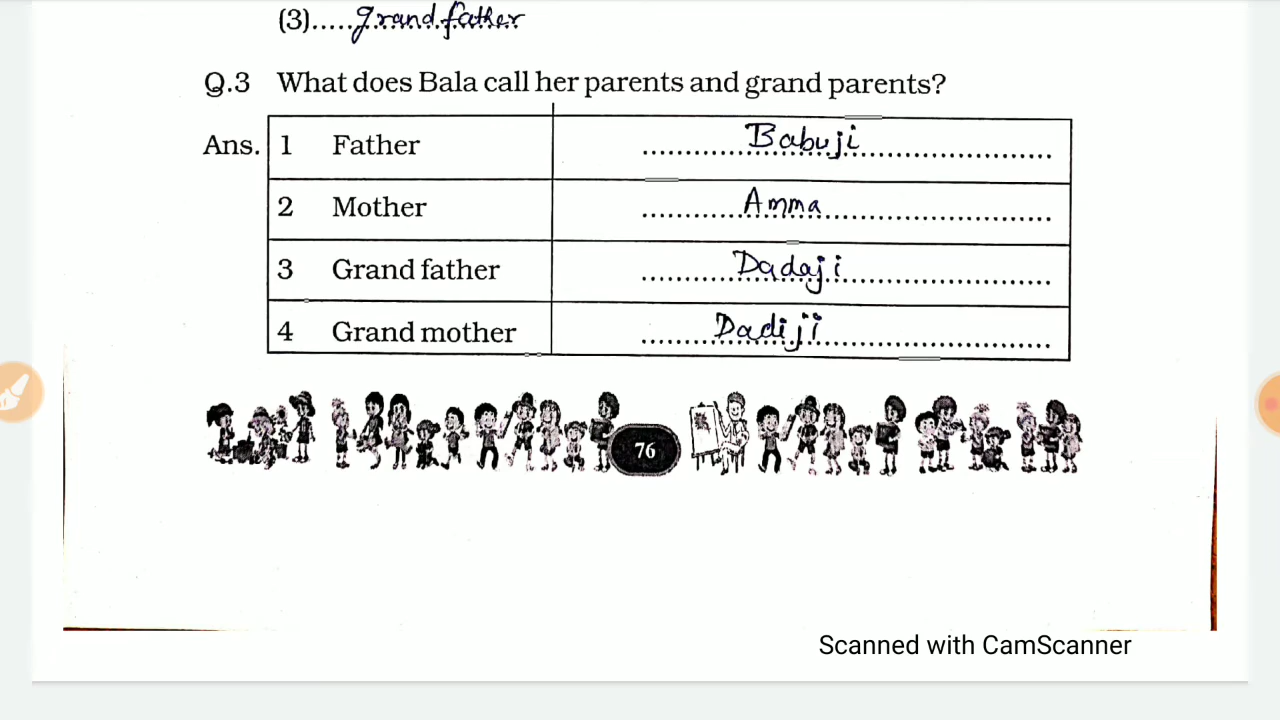 (3).....grand father
Q.3 What does Bala call her parents and grand parents?
Ans. 1 Father ..........Babuji..........
2 Mother ..........Amma..........
3 Grand father ..........Dadaji..........
4 Grand mother ..........Dadiji..........
76
Scanned with CamScanner